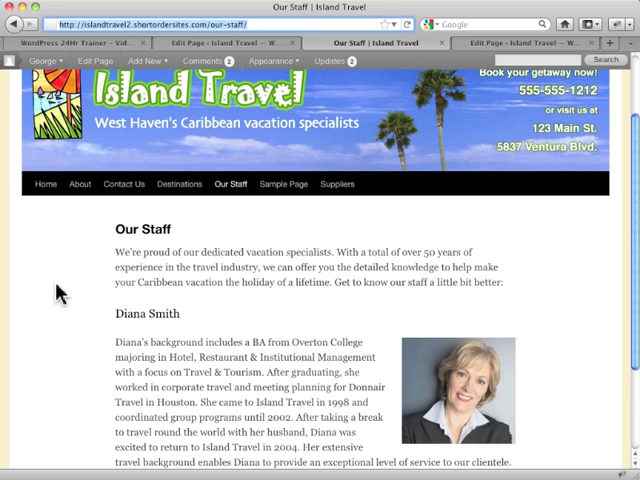 Our Staff | Island Travel
http://islandtravel2.shortordersites.com/our-staff/
Google
WordPress 24Hr Trainer – Vid...
Edit Page ‹ Island Travel — W...
Our Staff | Island Travel
Edit Page ‹ Island Travel — W...
George
Edit Page
Add New
Comments 2
Appearance
Updates 2
Search
Island Travel
West Haven's Caribbean vacation specialists
Book your getaway now!
555-555-1212
or visit us at
123 Main St.
5837 Ventura Blvd.
Home
About
Contact Us
Destinations
Our Staff
Sample Page
Suppliers
Our Staff
We're proud of our dedicated vacation specialists. With a total of over 50 years of
experience in the travel industry, we can offer you the detailed knowledge to help make
your Caribbean vacation the holiday of a lifetime. Get to know our staff a little bit better:
Diana Smith
Diana's background includes a BA from Overton College
majoring in Hotel, Restaurant & Institutional Management
with a focus on Travel & Tourism. After graduating, she
worked in corporate travel and meeting planning for Donnair
Travel in Houston. She came to Island Travel in 1998 and
coordinated group programs until 2002. After taking a break
to travel round the world with her husband, Diana was
excited to return to Island Travel in 2004. Her extensive
travel background enables Diana to provide an exceptional level of service to our clientele.